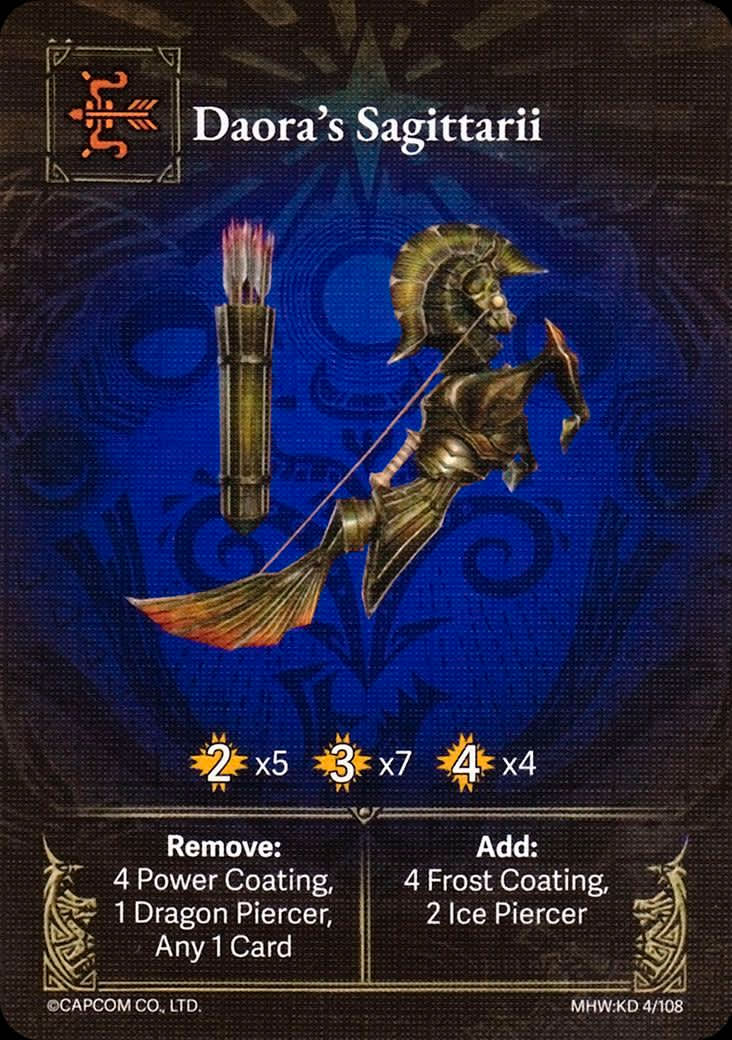 Daora's Sagittarii
2 x5 3 x7 4 x4
Remove:
4 Power Coating,
1 Dragon Piercer,
Any 1 Card
Add:
4 Frost Coating,
2 Ice Piercer
©CAPCOM CO., LTD.
MHW:KD 4/108